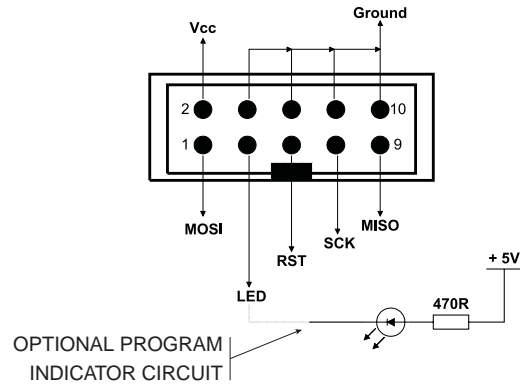 Ground
Vcc
2
10
1
9
MOSI
MISO
SCK
RST
+ 5V
LED
470R
OPTIONAL PROGRAM
INDICATOR CIRCUIT